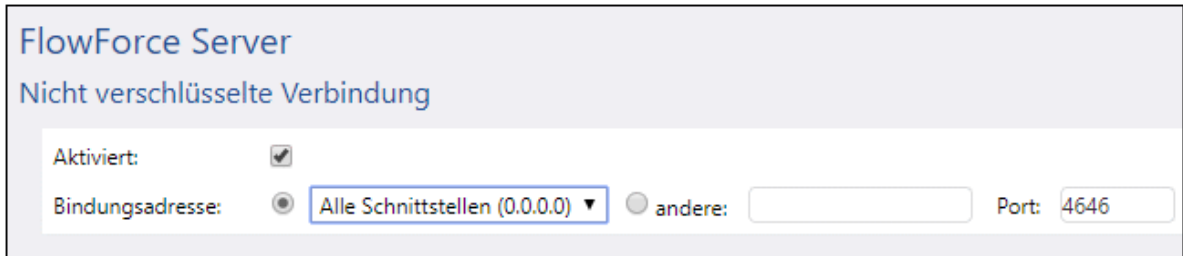 FlowForce Server
Nicht verschlüsselte Verbindung
Aktiviert:
Bindungsadresse: Alle Schnittstellen (0.0.0.0) andere: Port: 4646